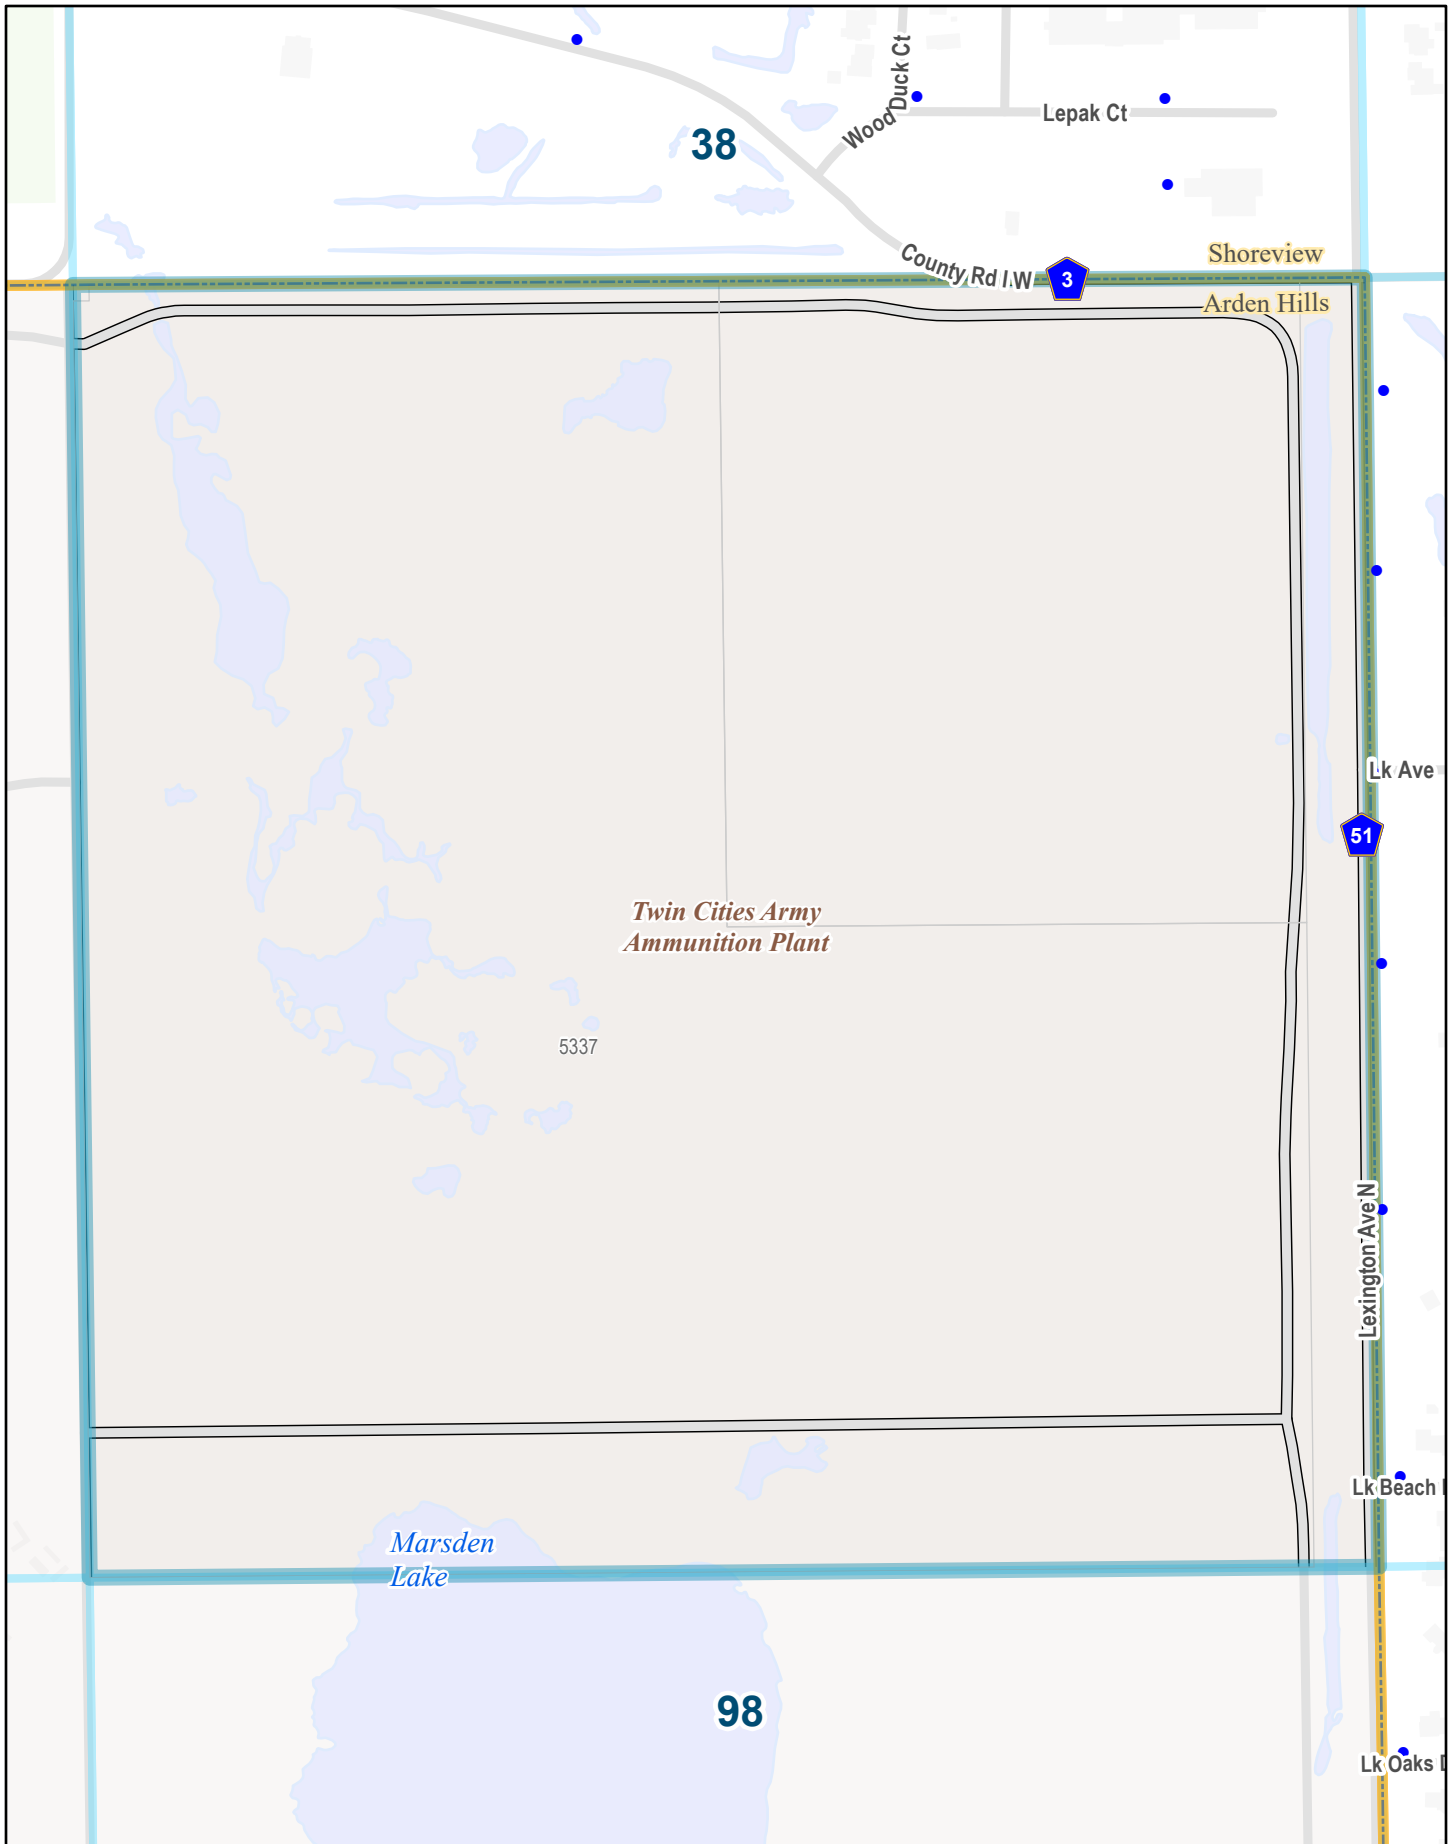 Duck Ct
Wood
Lepak Ct
38
Shoreview
County Rd I W
3
Arden Hills
Lk Ave
51
Twin Cities Army
Ammunition Plant
5337
Lexington Ave N
Lk Beach
Marsden
Lake
98
Lk Oaks